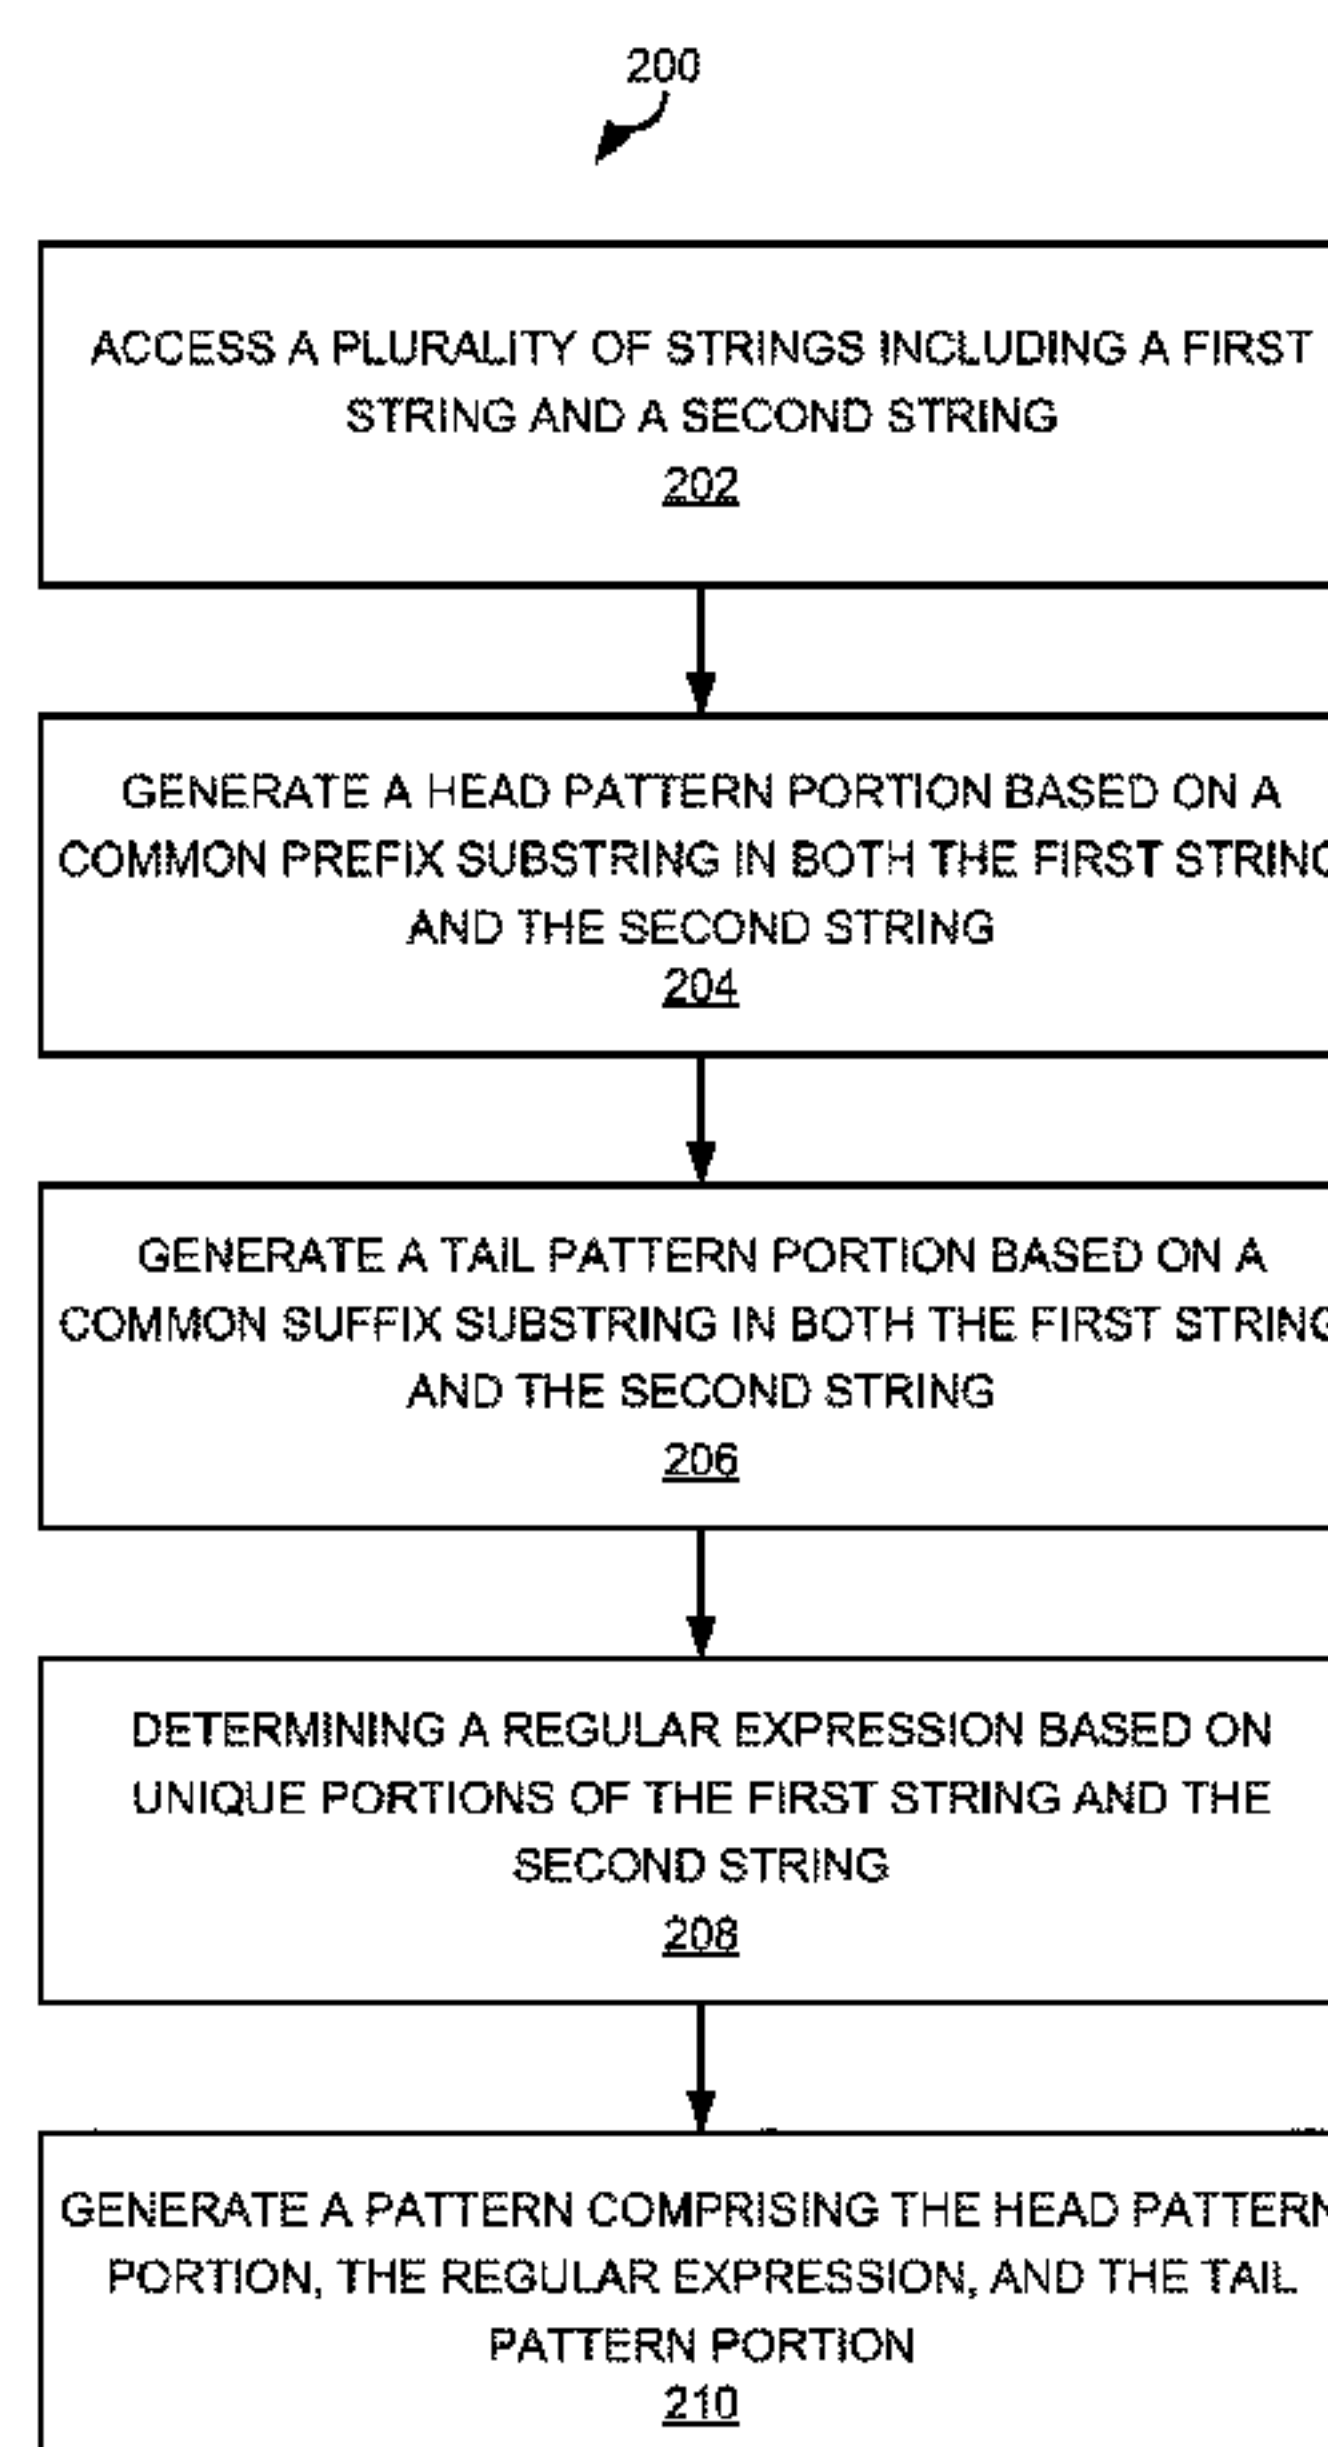 200
ACCESS A PLURALITY OF STRINGS INCLUDING A FIRST
STRING AND A SECOND STRING
202
GENERATE A HEAD PATTERN PORTION BASED ON A
COMMON PREFIX SUBSTRING IN BOTH THE FIRST STRING
AND THE SECOND STRING
204
GENERATE A TAIL PATTERN PORTION BASED ON A
COMMON SUFFIX SUBSTRING IN BOTH THE FIRST STRING
AND THE SECOND STRING
206
DETERMINING A REGULAR EXPRESSION BASED ON
UNIQUE PORTIONS OF THE FIRST STRING AND THE
SECOND STRING
208
GENERATE A PATTERN COMPRISING THE HEAD PATTERN
PORTION, THE REGULAR EXPRESSION, AND THE TAIL
PATTERN PORTION
210